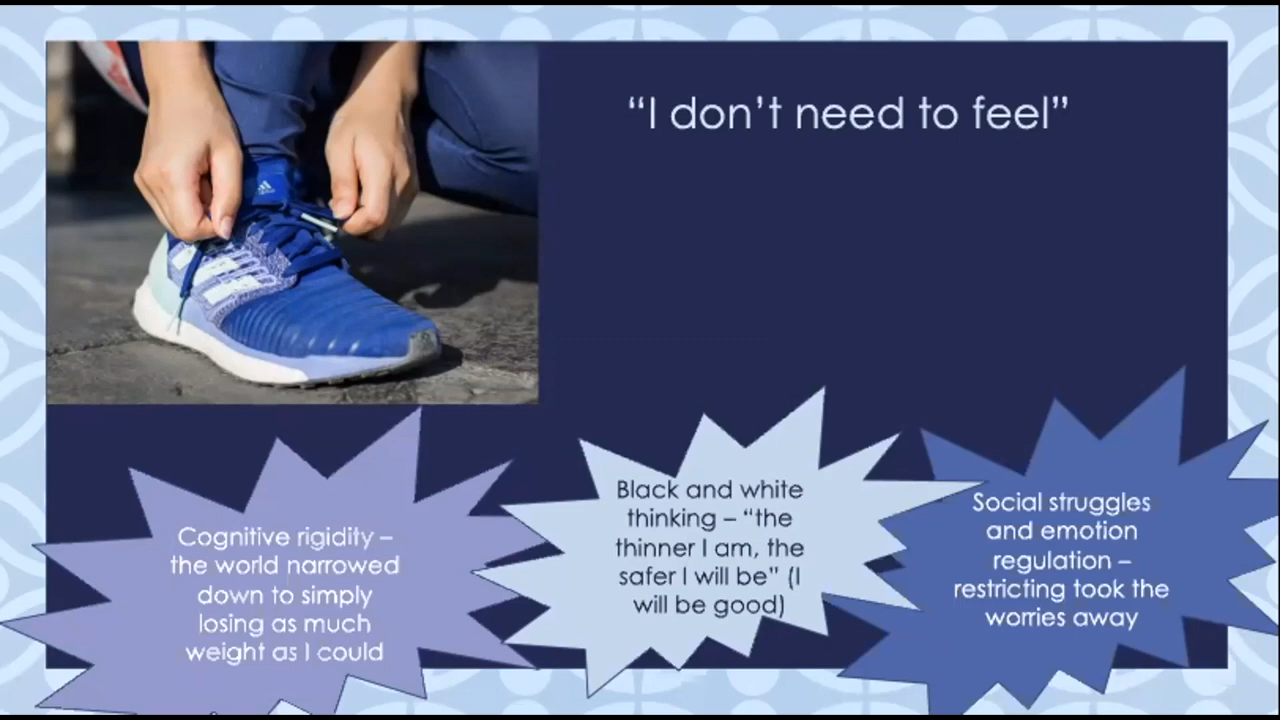 “I don’t need to feel”
Cognitive rigidity –
the world narrowed
down to simply
losing as much
weight as I could
Black and white
thinking – “the
thinner I am, the
safer I will be” (I
will be good)
Social struggles
and emotion
regulation –
restricting took the
worries away